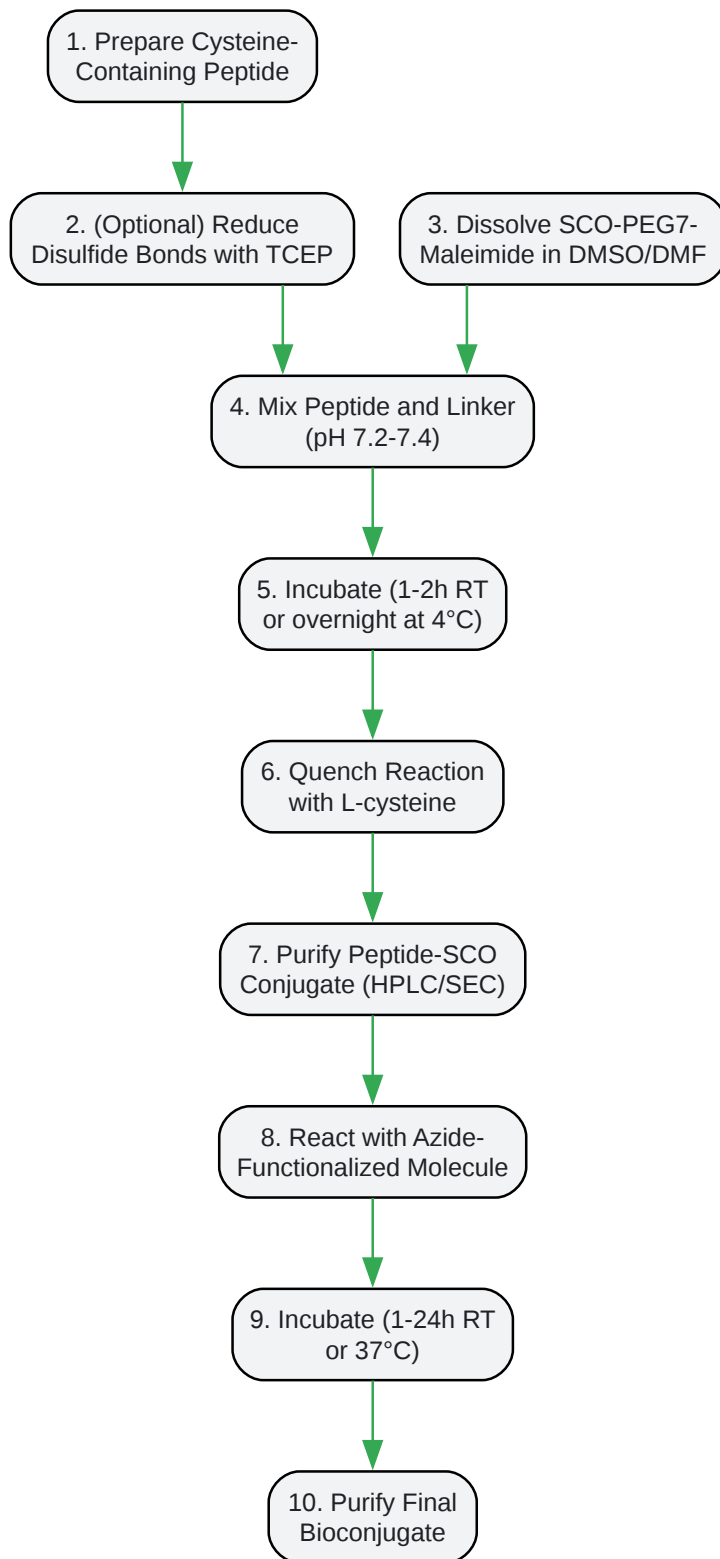 1. Prepare Cysteine-
Containing Peptide
2. (Optional) Reduce
Disulfide Bonds with TCEP
3. Dissolve SCO-PEG7-
Maleimide in DMSO/DMF
4. Mix Peptide and Linker
(pH 7.2-7.4)
5. Incubate (1-2h RT
or overnight at 4°C)
6. Quench Reaction
with L-cysteine
7. Purify Peptide-SCO
Conjugate (HPLC/SEC)
8. React with Azide-
Functionalized Molecule
9. Incubate (1-24h RT
or 37°C)
10. Purify Final
Bioconjugate